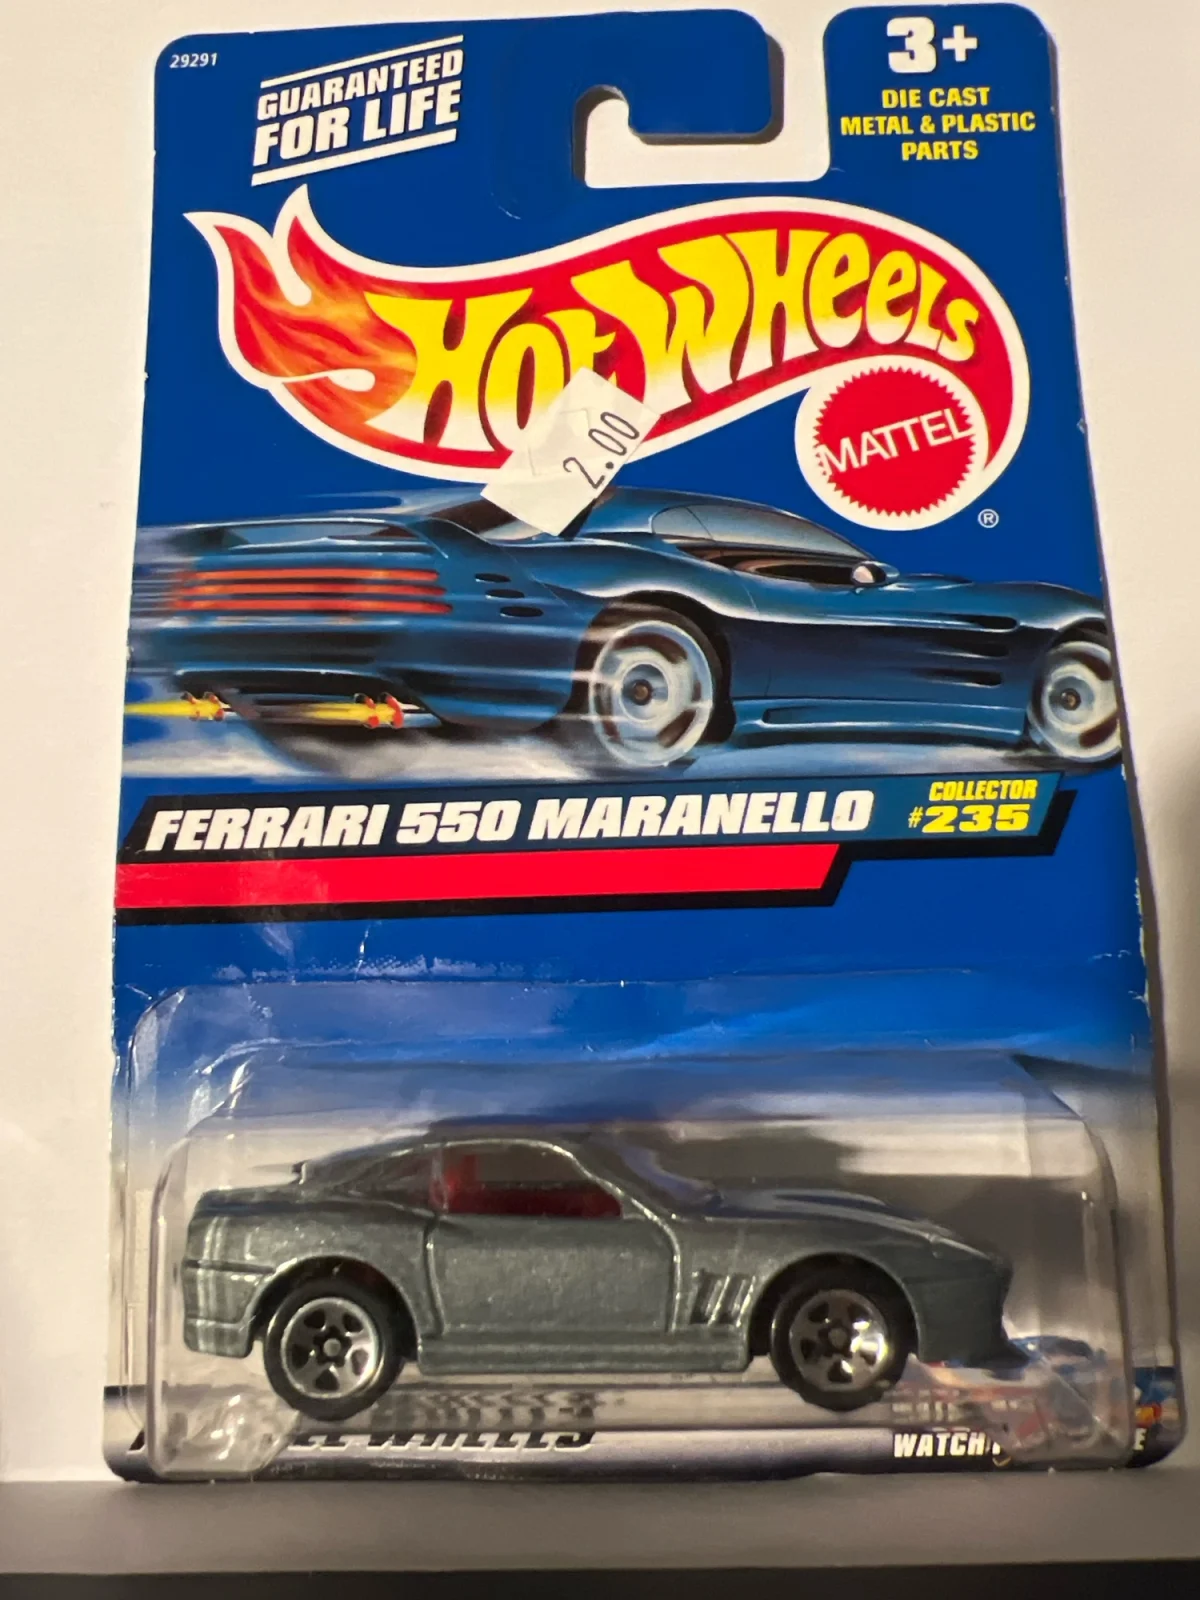 29291
GUARANTEED
FOR LIFE
3+
DIE CAST
METAL & PLASTIC
PARTS
HOT WHEELS
2.00
MATTEL
®
FERRARI 550 MARANELLO
COLLECTOR
#235
WHEELS
WATCH